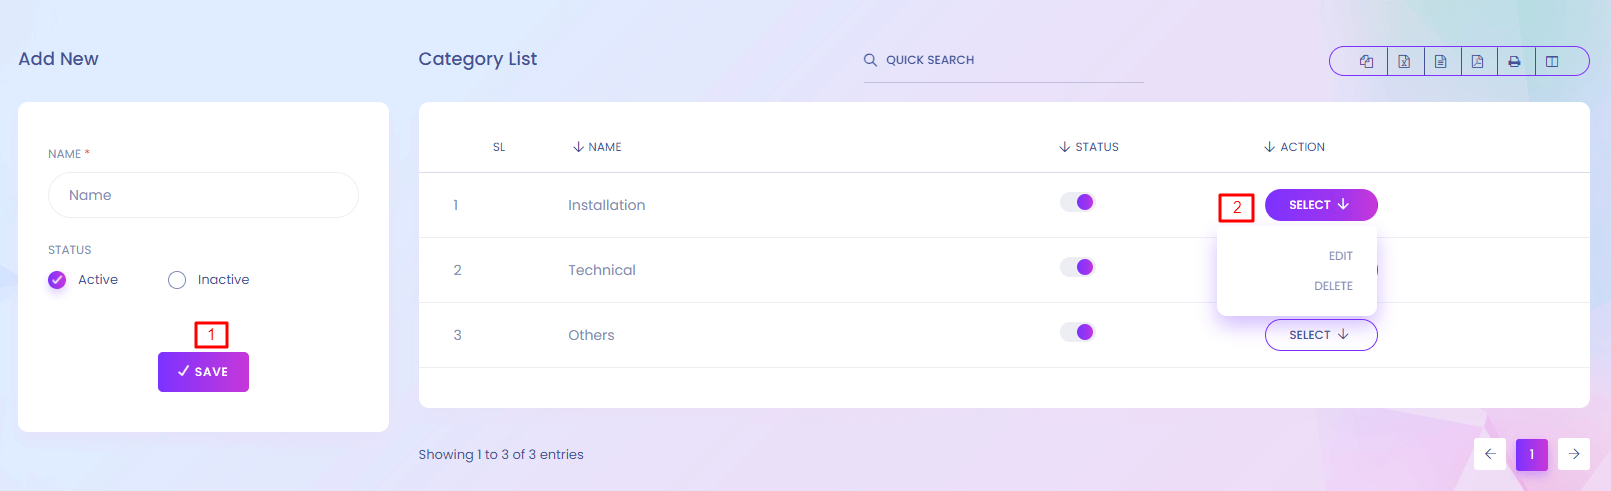 Add New
NAME *
Name
STATUS
Active Inactive
1
SAVE
Category List
QUICK SEARCH
SL NAME STATUS ACTION
1 Installation 2 SELECT
EDIT
2 Technical
DELETE
3 Others SELECT
Showing 1 to 3 of 3 entries
1